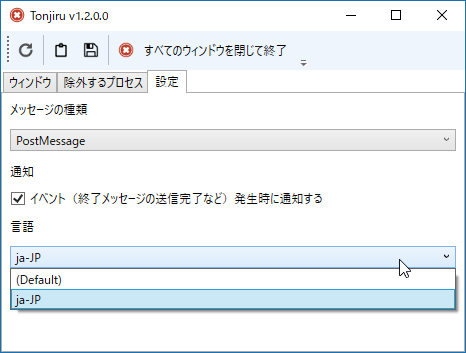 Tonjiru v1.2.0.0
すべてのウィンドウを閉じて終了
ウィンドウ 除外するプロセス 設定
メッセージの種類
PostMessage
通知
イベント（終了メッセージの送信完了など）発生時に通知する
言語
ja-JP
(Default)
ja-JP